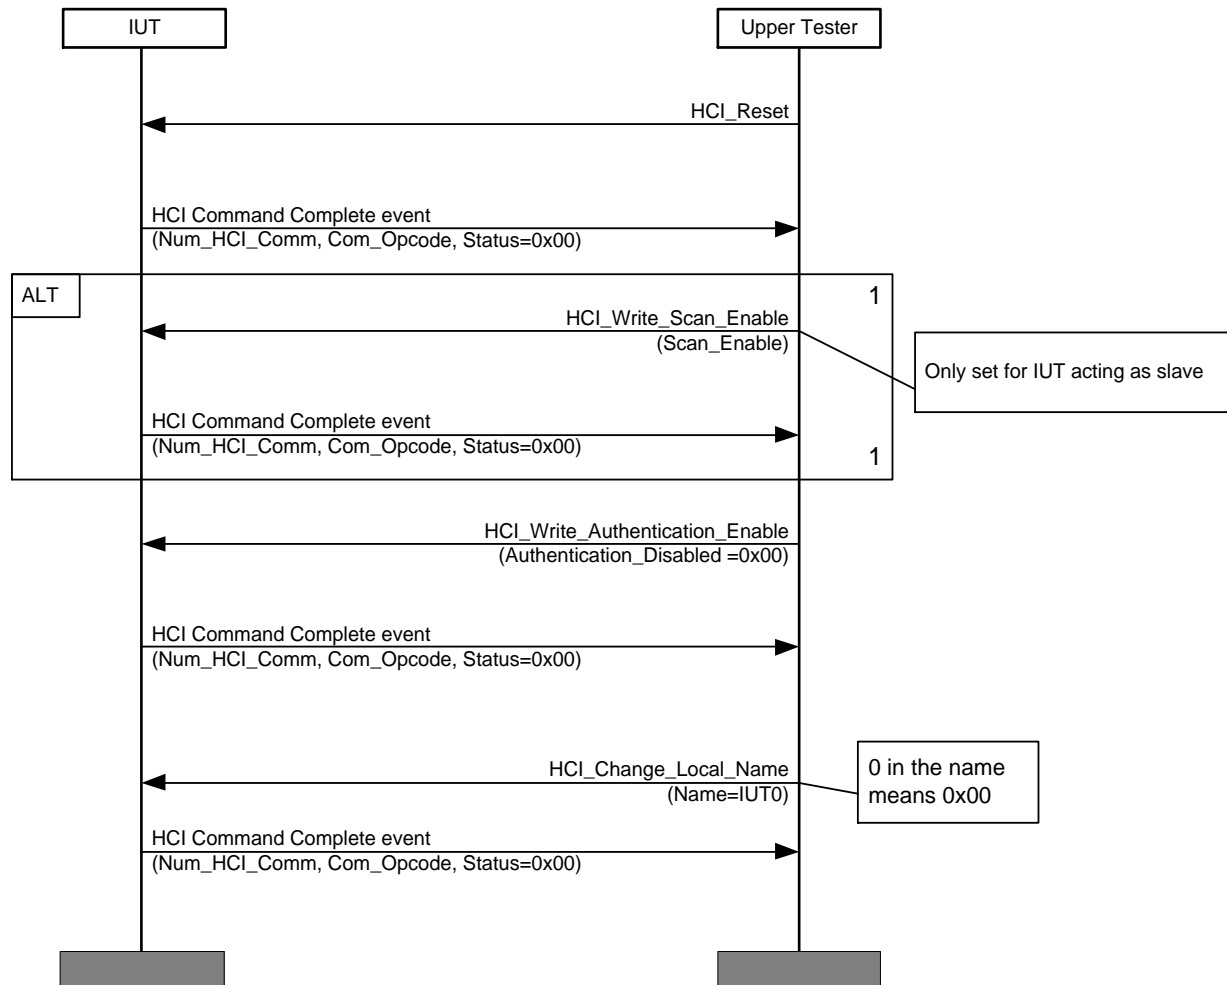 IUT
Upper Tester
HCI_Reset
HCI Command Complete event
(Num_HCI_Comm, Com_Opcode, Status=0x00)
ALT
1
HCI_Write_Scan_Enable
(Scan_Enable)
Only set for IUT acting as slave
HCI Command Complete event
(Num_HCI_Comm, Com_Opcode, Status=0x00)
1
HCI_Write_Authentication_Enable
(Authentication_Disabled =0x00)
HCI Command Complete event
(Num_HCI_Comm, Com_Opcode, Status=0x00)
HCI_Change_Local_Name
(Name=IUT0)
0 in the name
means 0x00
HCI Command Complete event
(Num_HCI_Comm, Com_Opcode, Status=0x00)